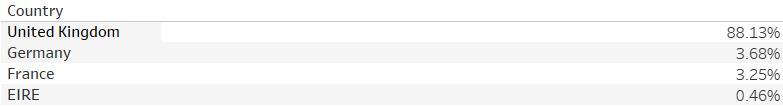 Country
United Kingdom 88.13%
Germany 3.68%
France 3.25%
EIRE 0.46%